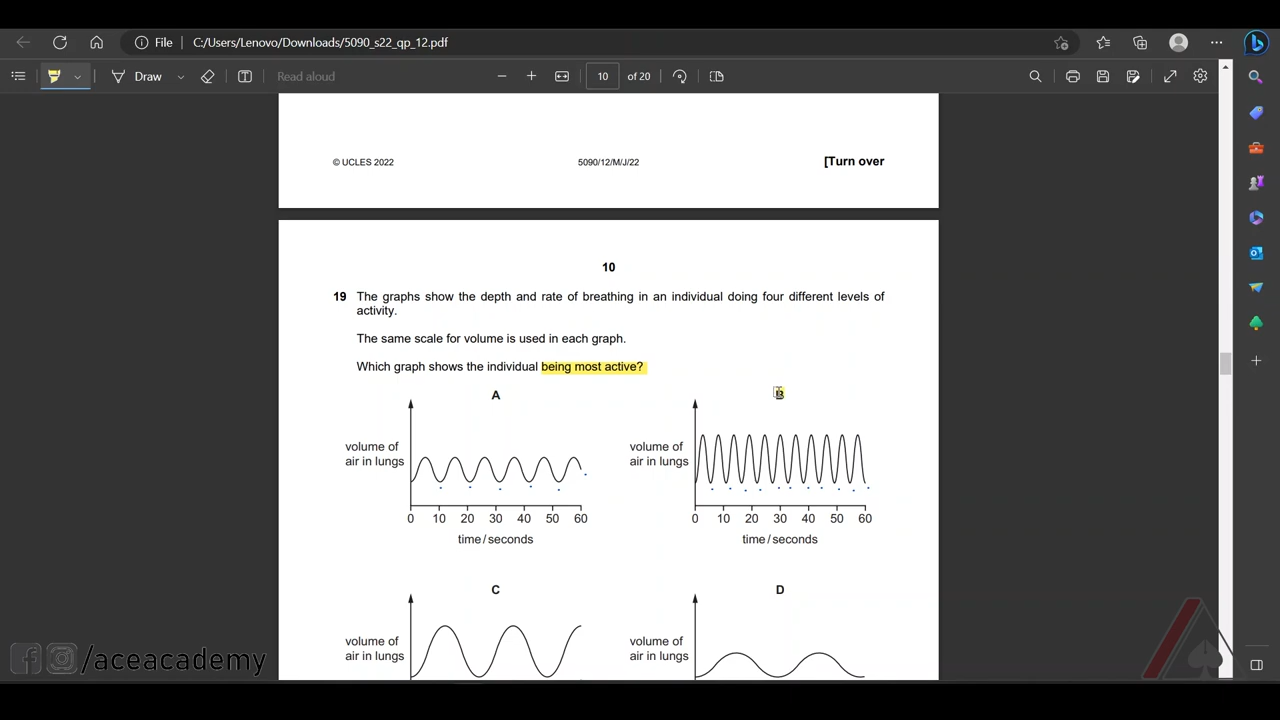 File C:/Users/Lenovo/Downloads/5090_s22_qp_12.pdf
Draw Read aloud 10 of 20
© UCLES 2022 5090/12/M/J/22 [Turn over
10
19 The graphs show the depth and rate of breathing in an individual doing four different levels of
activity.
The same scale for volume is used in each graph.
Which graph shows the individual being most active?
A B
volume of volume of
air in lungs air in lungs
0 10 20 30 40 50 60 0 10 20 30 40 50 60
time/seconds time/seconds
C D
volume of volume of
air in lungs air in lungs
/aceacademy